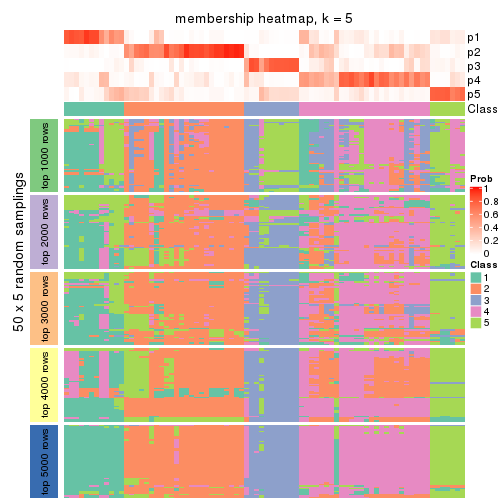 membership heatmap, k = 5
p1
p2
p3
p4
p5
Class
50 x 5 random samplings
top 1000 rows
top 2000 rows
top 3000 rows
top 4000 rows
top 5000 rows
Prob
1
0.8
0.6
0.4
0.2
0
Class
1
2
3
4
5